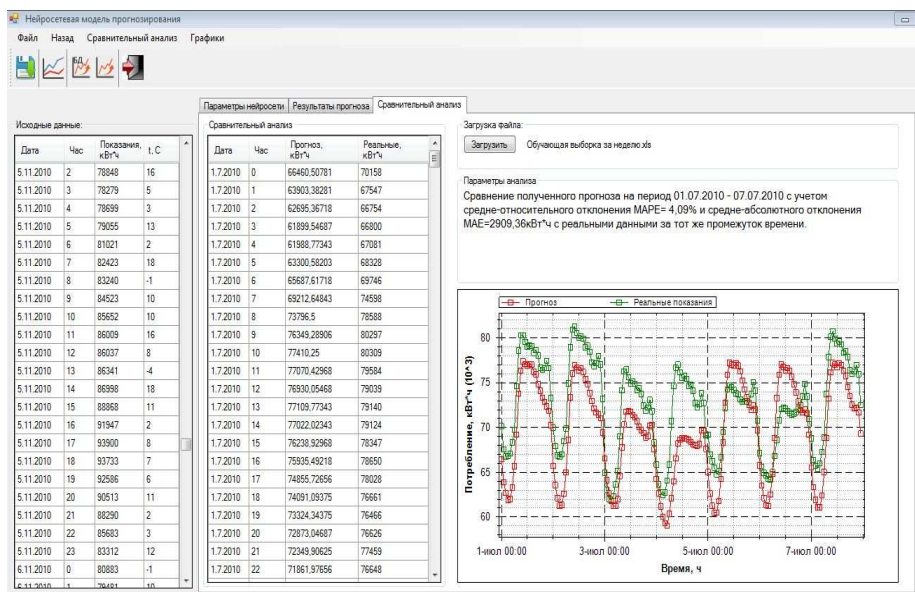 Нейросетевая модель прогнозирования
Файл Назад Сравнительный анализ Графики
БД
Параметры нейросети Результаты прогноза Сравнительный анализ
Исходные данные:
Дата Час Показания, кВт*ч t, С
5.11.2010 2 78848 16
5.11.2010 3 78279 5
5.11.2010 4 78699 3
5.11.2010 5 79055 13
5.11.2010 6 81021 2
5.11.2010 7 82423 18
5.11.2010 8 83240 -1
5.11.2010 9 84523 10
5.11.2010 10 85652 10
5.11.2010 11 86009 16
5.11.2010 12 86037 8
5.11.2010 13 86341 -4
5.11.2010 14 86998 18
5.11.2010 15 88868 11
5.11.2010 16 91947 2
5.11.2010 17 93900 8
5.11.2010 18 93733 7
5.11.2010 19 92586 6
5.11.2010 20 90513 11
5.11.2010 21 88290 2
5.11.2010 22 85683 3
5.11.2010 23 83312 12
6.11.2010 0 80883 -1
6.11.2010 1 79481 10
Сравнительный анализ
Дата Час Прогноз, кВт*ч Реальные, кВт*ч
1.7.2010 0 66460,50781 70158
1.7.2010 1 63903,38281 67547
1.7.2010 2 62695,36718 66754
1.7.2010 3 61899,54687 66800
1.7.2010 4 61988,77343 67081
1.7.2010 5 63300,58203 68328
1.7.2010 6 65687,61718 69746
1.7.2010 7 69212,64843 74598
1.7.2010 8 73796,5 78588
1.7.2010 9 76349,28906 80297
1.7.2010 10 77410,25 80309
1.7.2010 11 77070,42968 79584
1.7.2010 12 76930,05468 79039
1.7.2010 13 77109,77343 79140
1.7.2010 14 77022,02343 79124
1.7.2010 15 76238,92968 78347
1.7.2010 16 75935,49218 78650
1.7.2010 17 74855,72656 78028
1.7.2010 18 74091,09375 76661
1.7.2010 19 73324,34375 76466
1.7.2010 20 72873,04687 76626
1.7.2010 21 72349,90625 77459
1.7.2010 22 71861,97656 76648
Загрузка файла:
Загрузить Обучающая выборка за неделю.xls
Параметры анализа
Сравнение полученного прогноза на период 01.07.2010 - 07.07.2010 с учетом
средне-относительного отклонения MAPE= 4,09% и средне-абсолютного отклонения
MAE=2909,36кВт*ч с реальными данными за тот же промежуток времени.
Прогноз Реальные показания
Потребление, кВт*ч (10^3)
80
75
70
65
60
1-июл 00:00 3-июл 00:00 5-июл 00:00 7-июл 00:00
Время, ч